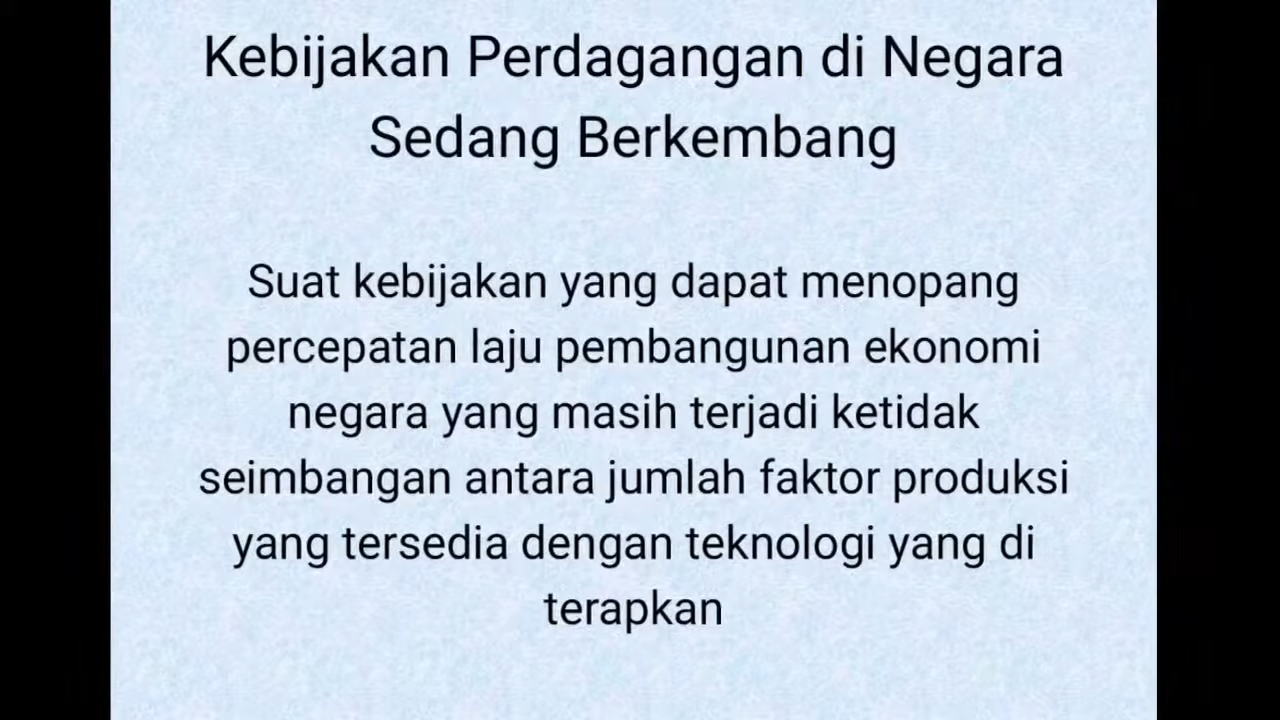 Kebijakan Perdagangan di Negara
Sedang Berkembang
Suat kebijakan yang dapat menopang
percepatan laju pembangunan ekonomi
negara yang masih terjadi ketidak
seimbangan antara jumlah faktor produksi
yang tersedia dengan teknologi yang di
terapkan